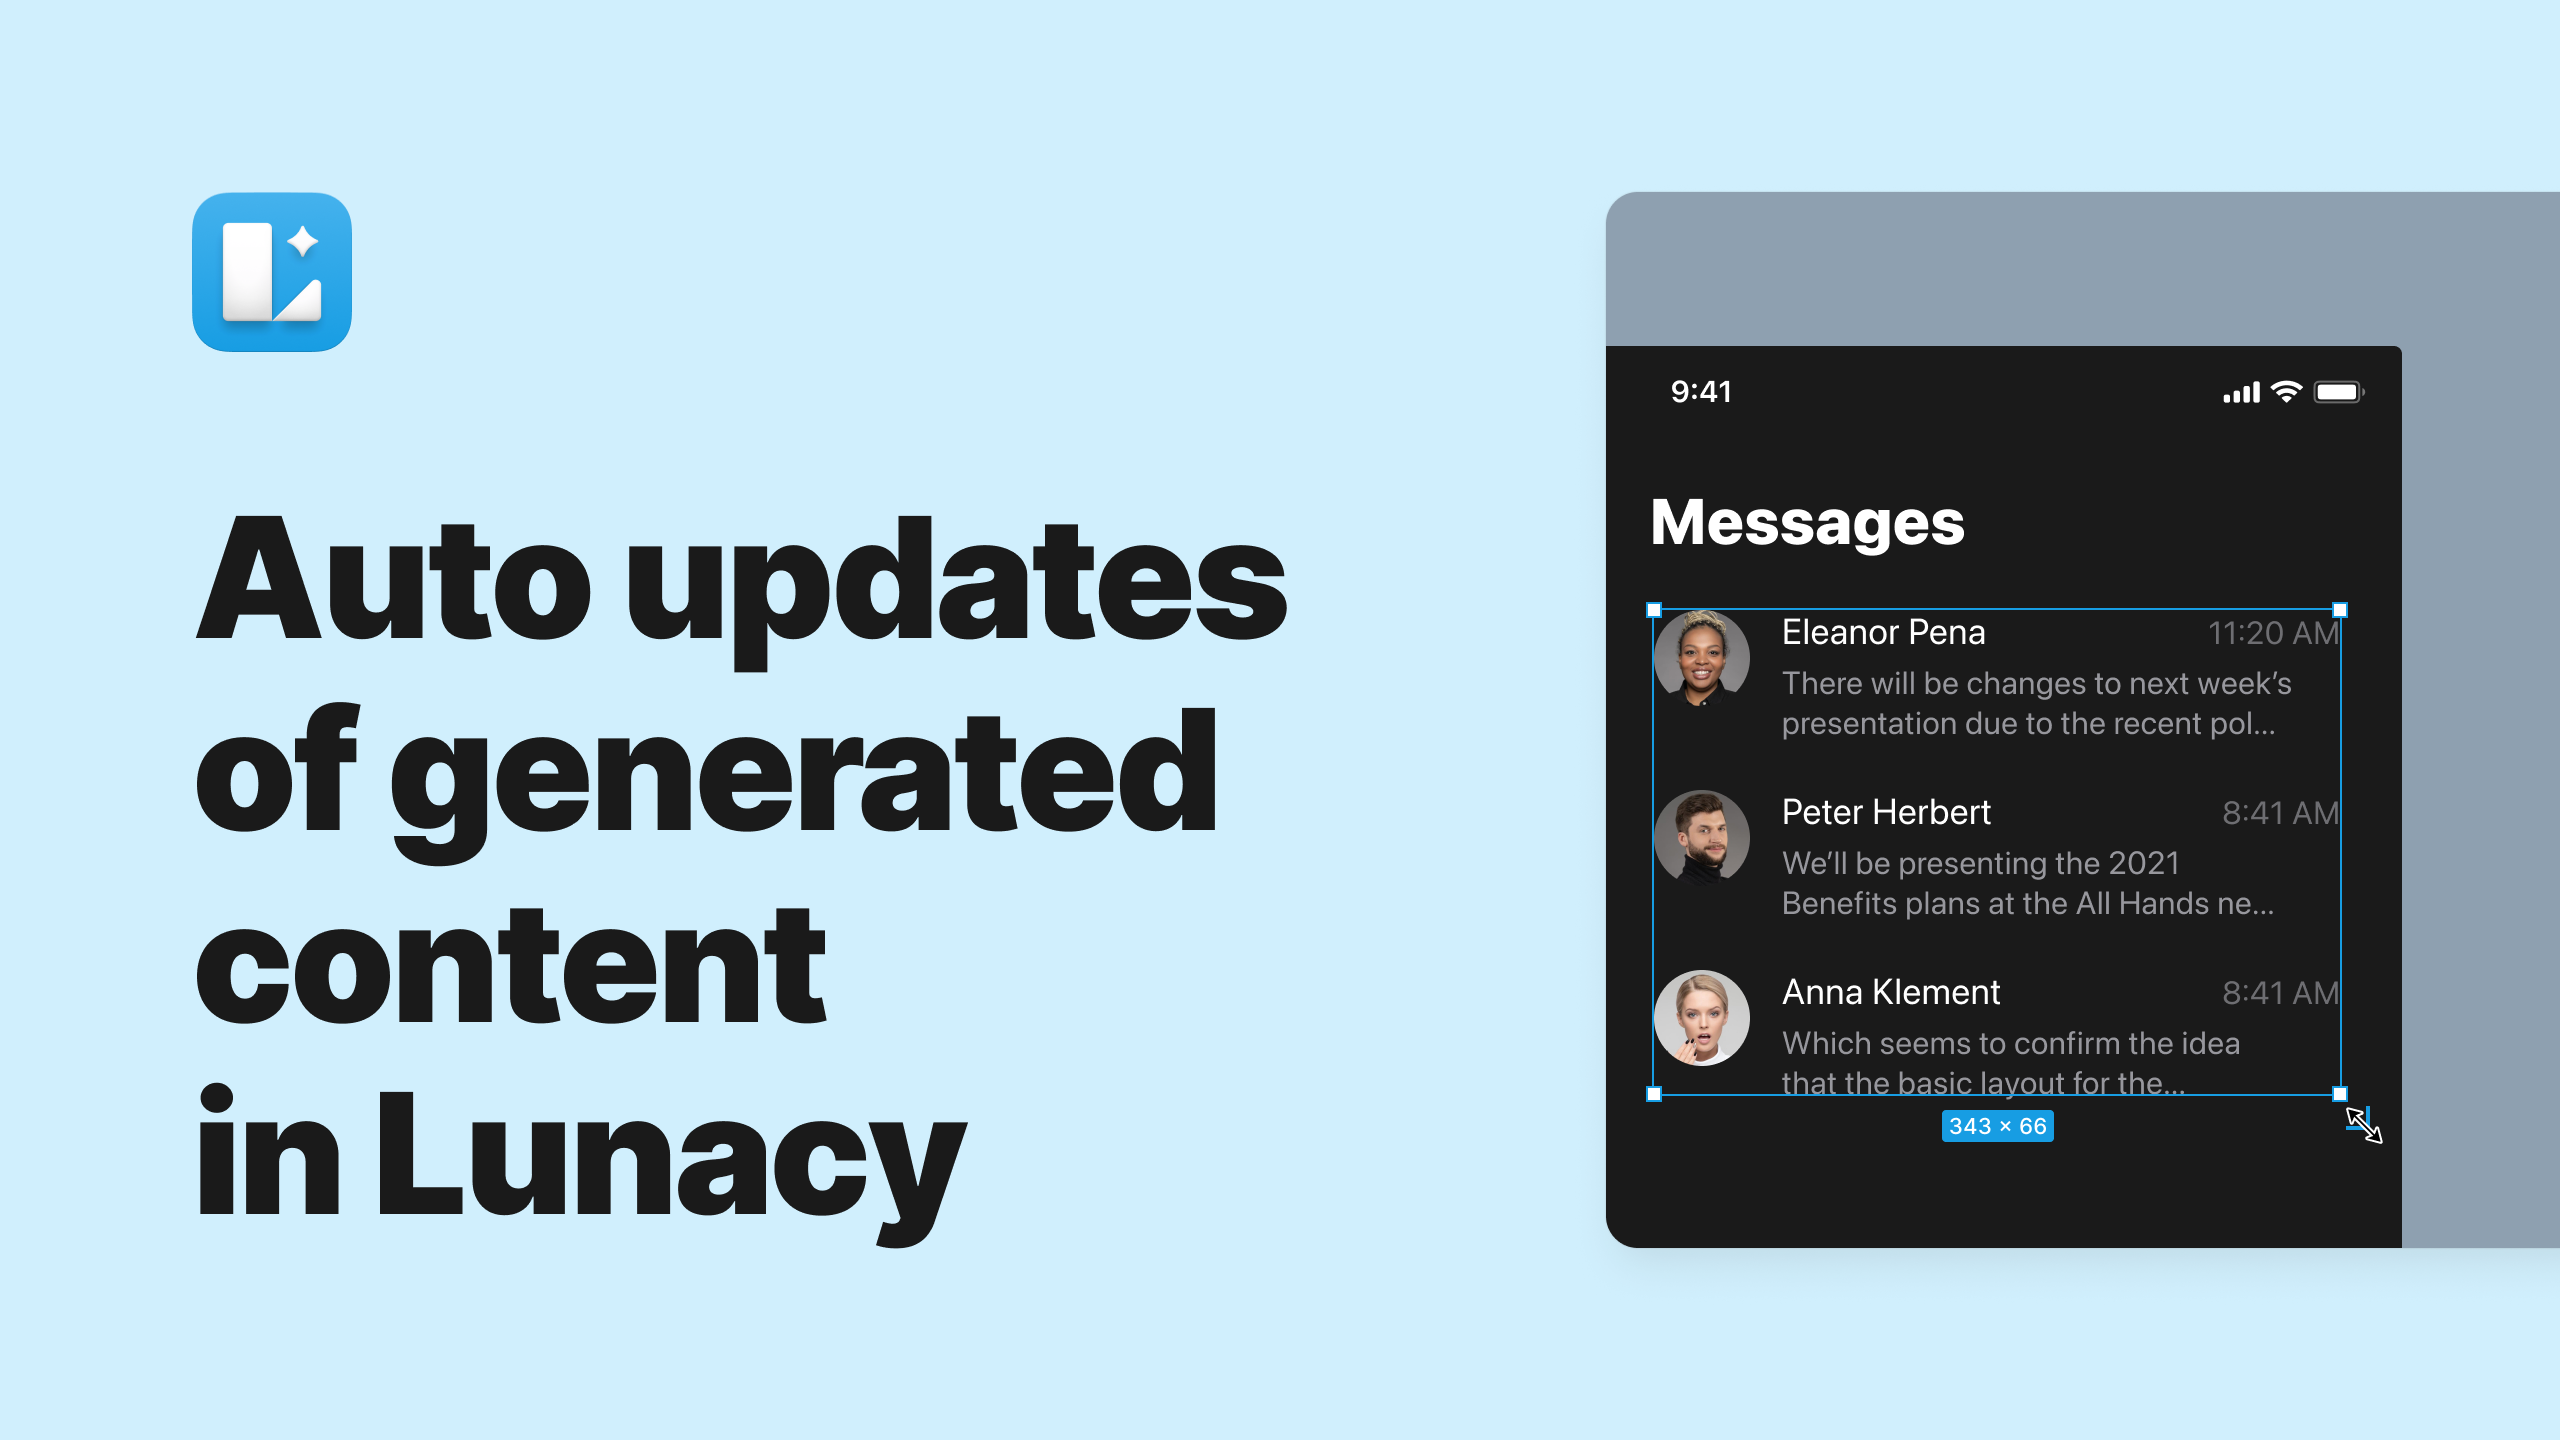 Auto updates
of generated
content
in Lunacy
9:41
Messages
Eleanor Pena 11:20 AM
There will be changes to next week’s
presentation due to the recent pol...
Peter Herbert 8:41 AM
We’ll be presenting the 2021
Benefits plans at the All Hands ne...
Anna Klement 8:41 AM
Which seems to confirm the idea
that the basic layout for the...
343 × 66